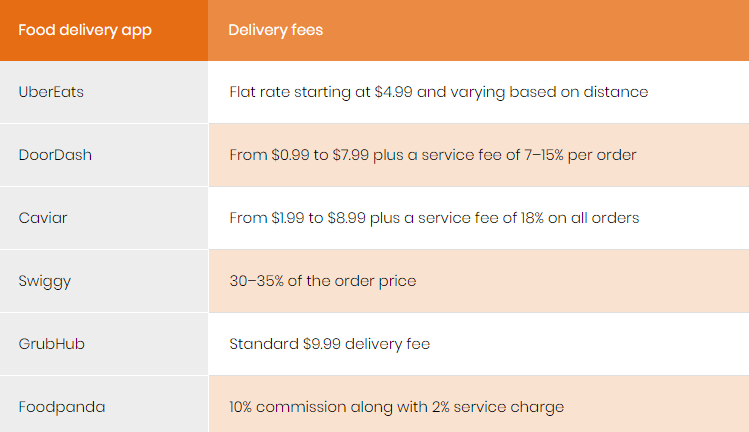 Food delivery app Delivery fees
UberEats Flat rate starting at $4.99 and varying based on distance
DoorDash From $0.99 to $7.99 plus a service fee of 7–15% per order
Caviar From $1.99 to $8.99 plus a service fee of 18% on all orders
Swiggy 30–35% of the order price
GrubHub Standard $9.99 delivery fee
Foodpanda 10% commission along with 2% service charge